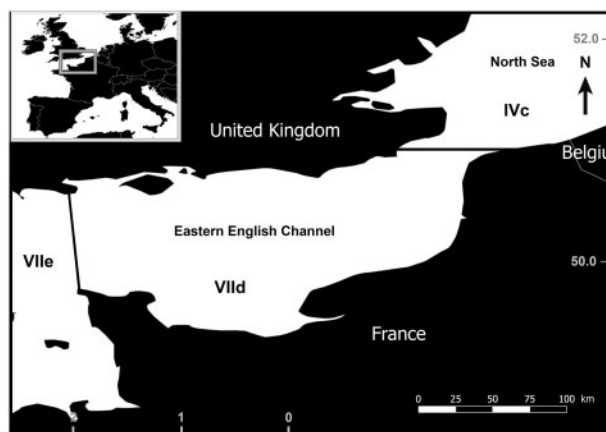 52.0 -
North Sea
N
IVc
United Kingdom
Belgiu
Eastern English Channel
VIIe
VIId
50.0 -
France
0 25 50 75 100 km
1 0